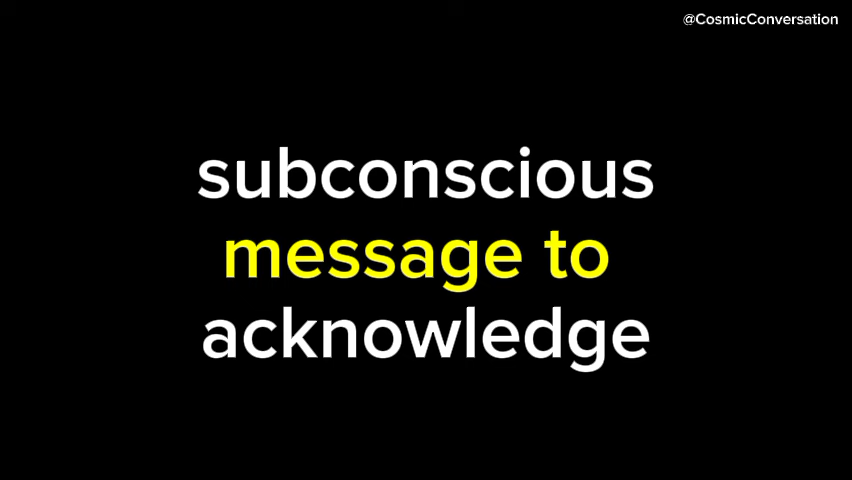 @CosmicConversation
subconscious
message to
acknowledge